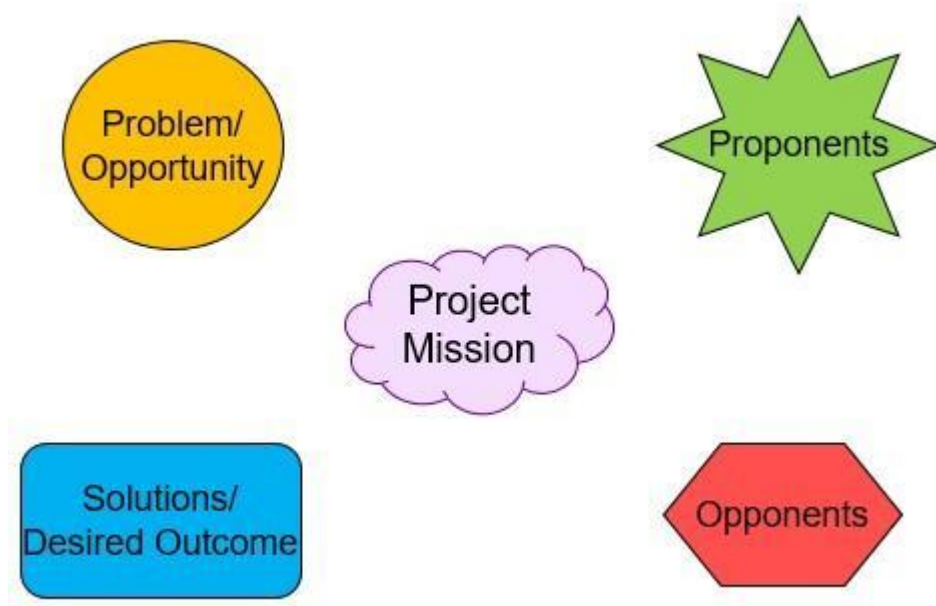 Problem/
Opportunity
Proponents
Project
Mission
Solutions/
Desired Outcome
Opponents